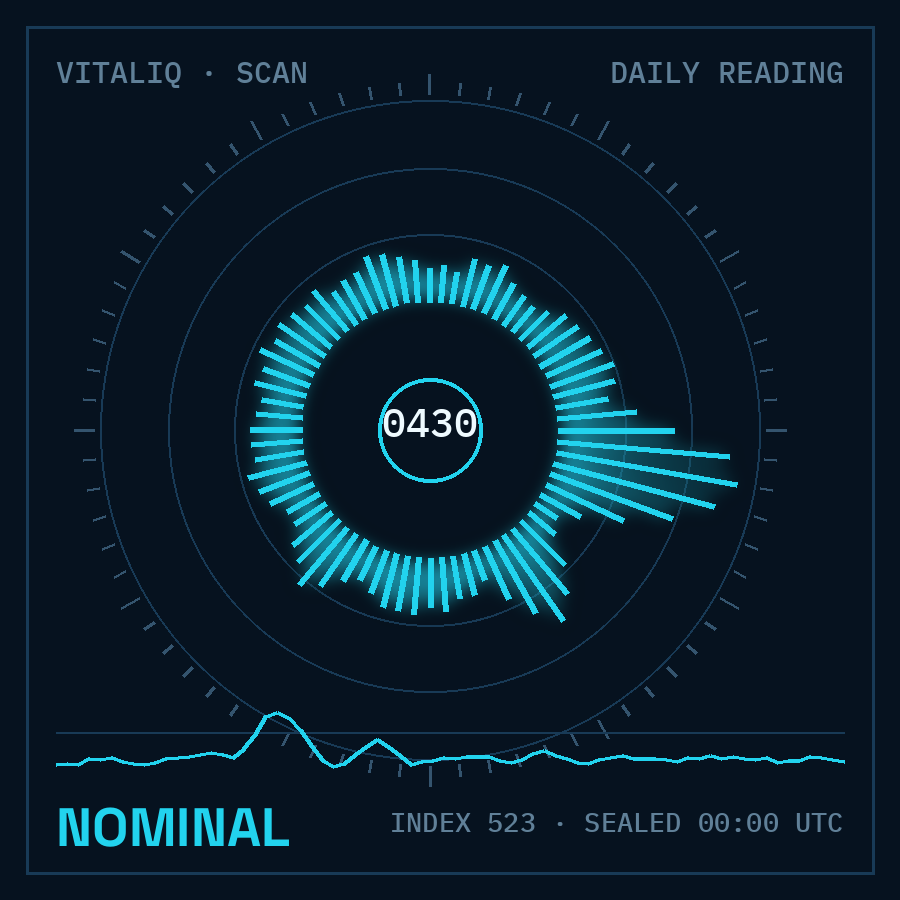 VITALIQ · SCAN
DAILY READING
0430
NOMINAL
INDEX 523 · SEALED 00:00 UTC